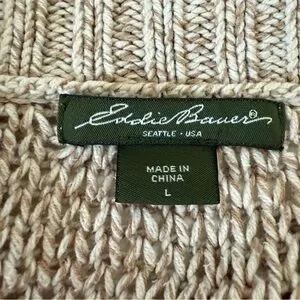 Eddie Bauer®
SEATTLE • USA
MADE IN
CHINA
L